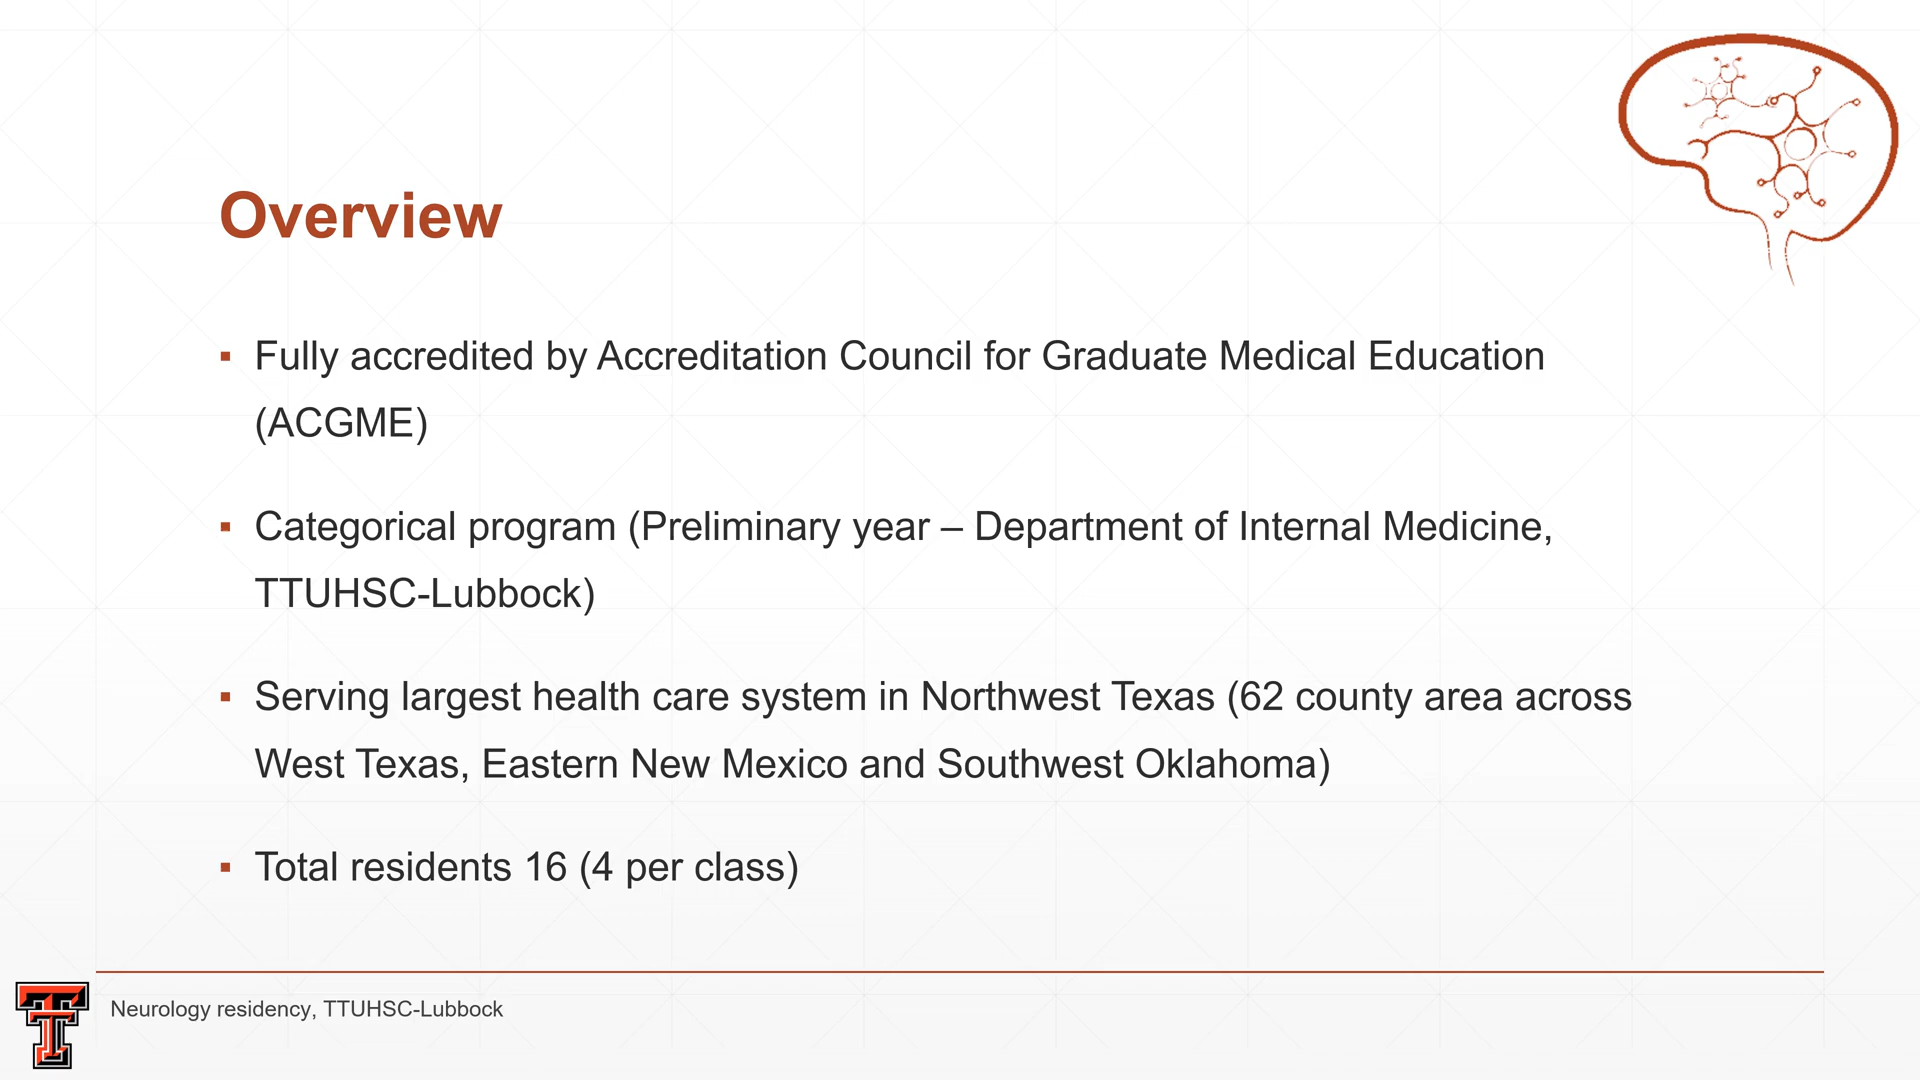 Overview
▪ Fully accredited by Accreditation Council for Graduate Medical Education
(ACGME)
▪ Categorical program (Preliminary year – Department of Internal Medicine,
TTUHSC-Lubbock)
▪ Serving largest health care system in Northwest Texas (62 county area across
West Texas, Eastern New Mexico and Southwest Oklahoma)
▪ Total residents 16 (4 per class)
Neurology residency, TTUHSC-Lubbock